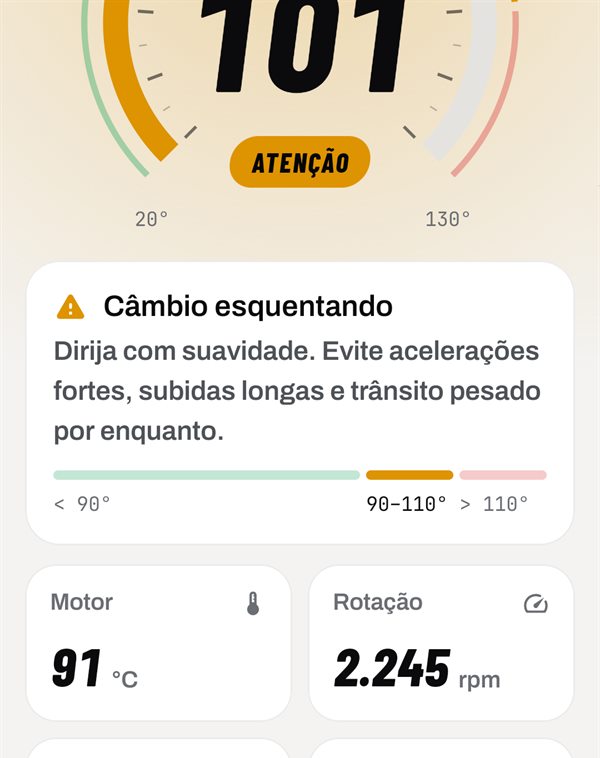 101
ATENÇÃO
20°
130°
Câmbio esquentando
Dirija com suavidade. Evite acelerações
fortes, subidas longas e trânsito pesado
por enquanto.
< 90°
90–110°
> 110°
Motor
91 °C
Rotação
2.245 rpm